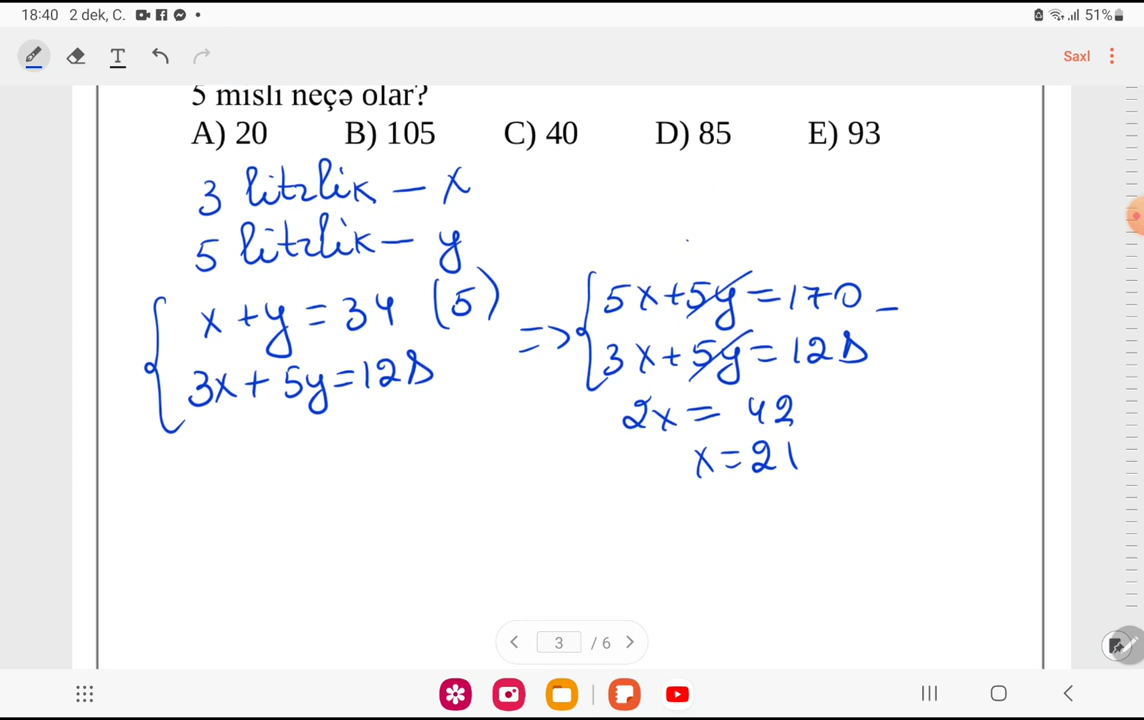 18:40 2 dek, C. 51%
T Saxl
5 misli neçə olar?
A) 20 B) 105 C) 40 D) 85 E) 93
3 litrlik – x
5 litrlik – y
x + y = 34 (5)
3x + 5y = 128
=> 5x + 5y = 170 –
3x + 5y = 128
2x = 42
x = 21
3 / 6